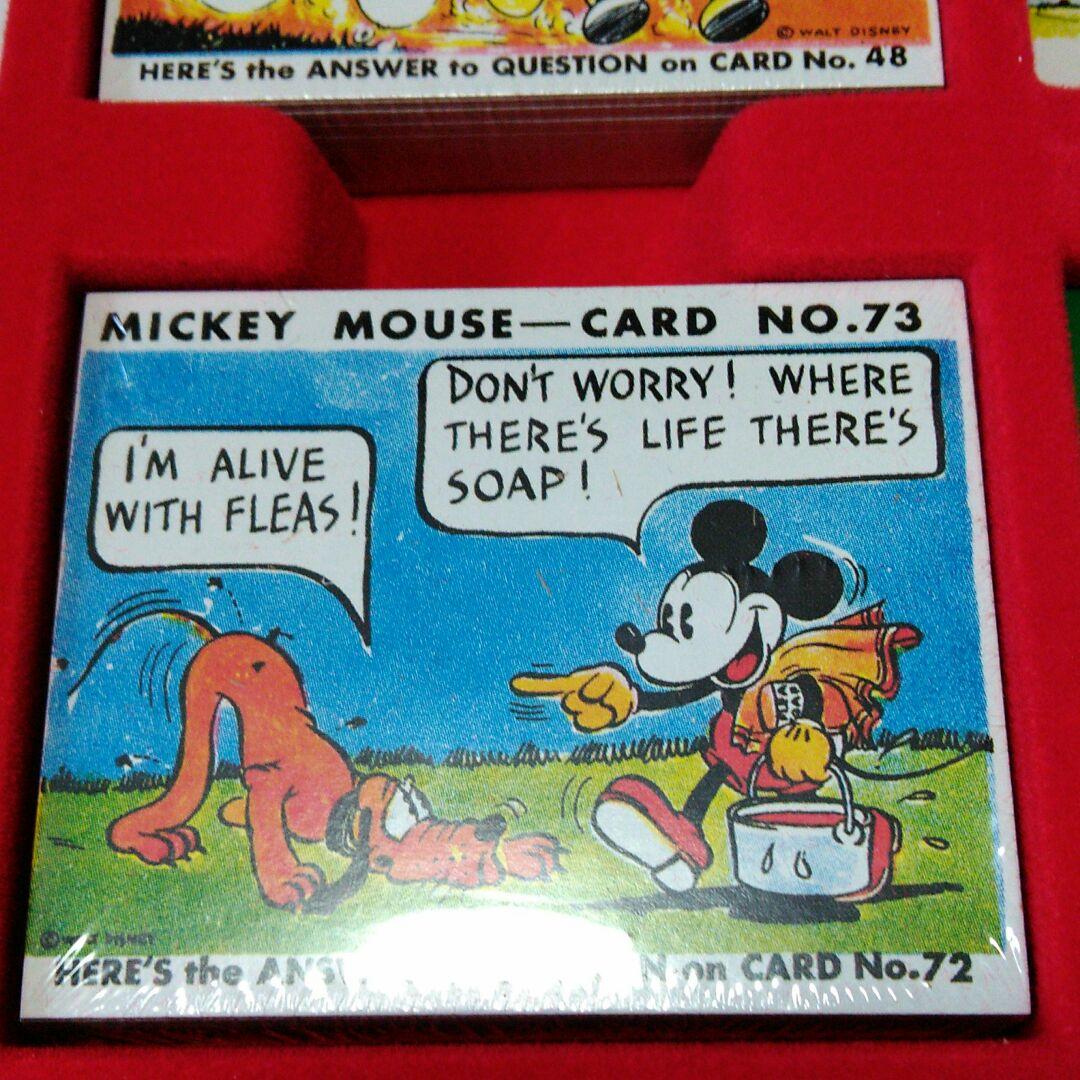 © WALT DISNEY
HERE'S the ANSWER to QUESTION on CARD No. 48
MICKEY MOUSE—CARD NO.73
I'M ALIVE
WITH FLEAS!
DON'T WORRY! WHERE
THERE'S LIFE THERE'S
SOAP!
© DISNEY
HERE'S the on CARD No.72